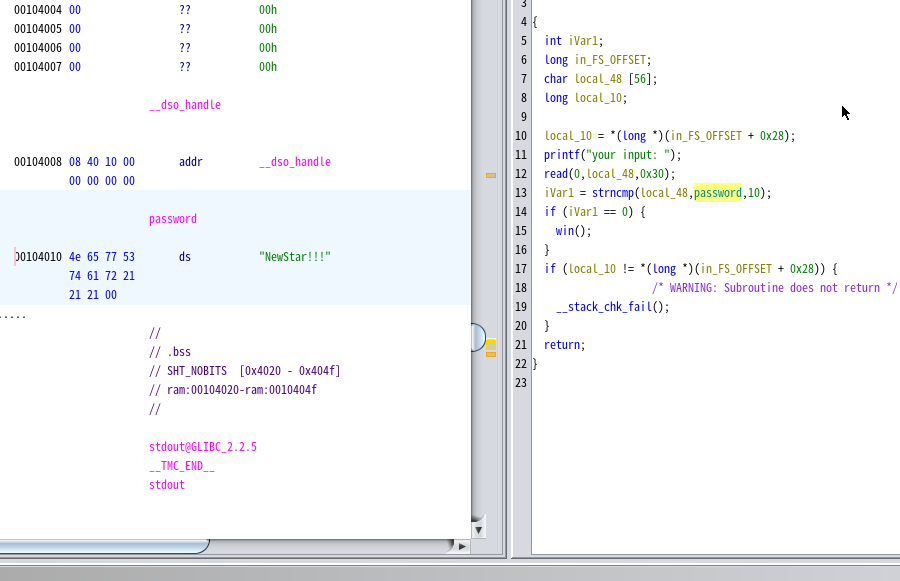 00104004 00 ?? 00h
00104005 00 ?? 00h
00104006 00 ?? 00h
00104007 00 ?? 00h
__dso_handle
00104008 08 40 10 00 addr __dso_handle
00 00 00 00
password
00104010 4e 65 77 53 ds "NewStar!!!"
74 61 72 21
21 21 00
.....
//
// .bss
// SHT_NOBITS [0x4020 - 0x404f]
// ram:00104020-ram:0010404f
//
stdout@GLIBC_2.2.5
__TMC_END__
stdout
3
4 {
5 int iVar1;
6 long in_FS_OFFSET;
7 char local_48 [56];
8 long local_10;
9
10 local_10 = *(long *)(in_FS_OFFSET + 0x28);
11 printf("your input: ");
12 read(0,local_48,0x30);
13 iVar1 = strncmp(local_48,password,10);
14 if (iVar1 == 0) {
15 win();
16 }
17 if (local_10 != *(long *)(in_FS_OFFSET + 0x28)) {
18 /* WARNING: Subroutine does not return */
19 __stack_chk_fail();
20 }
21 return;
22 }
23